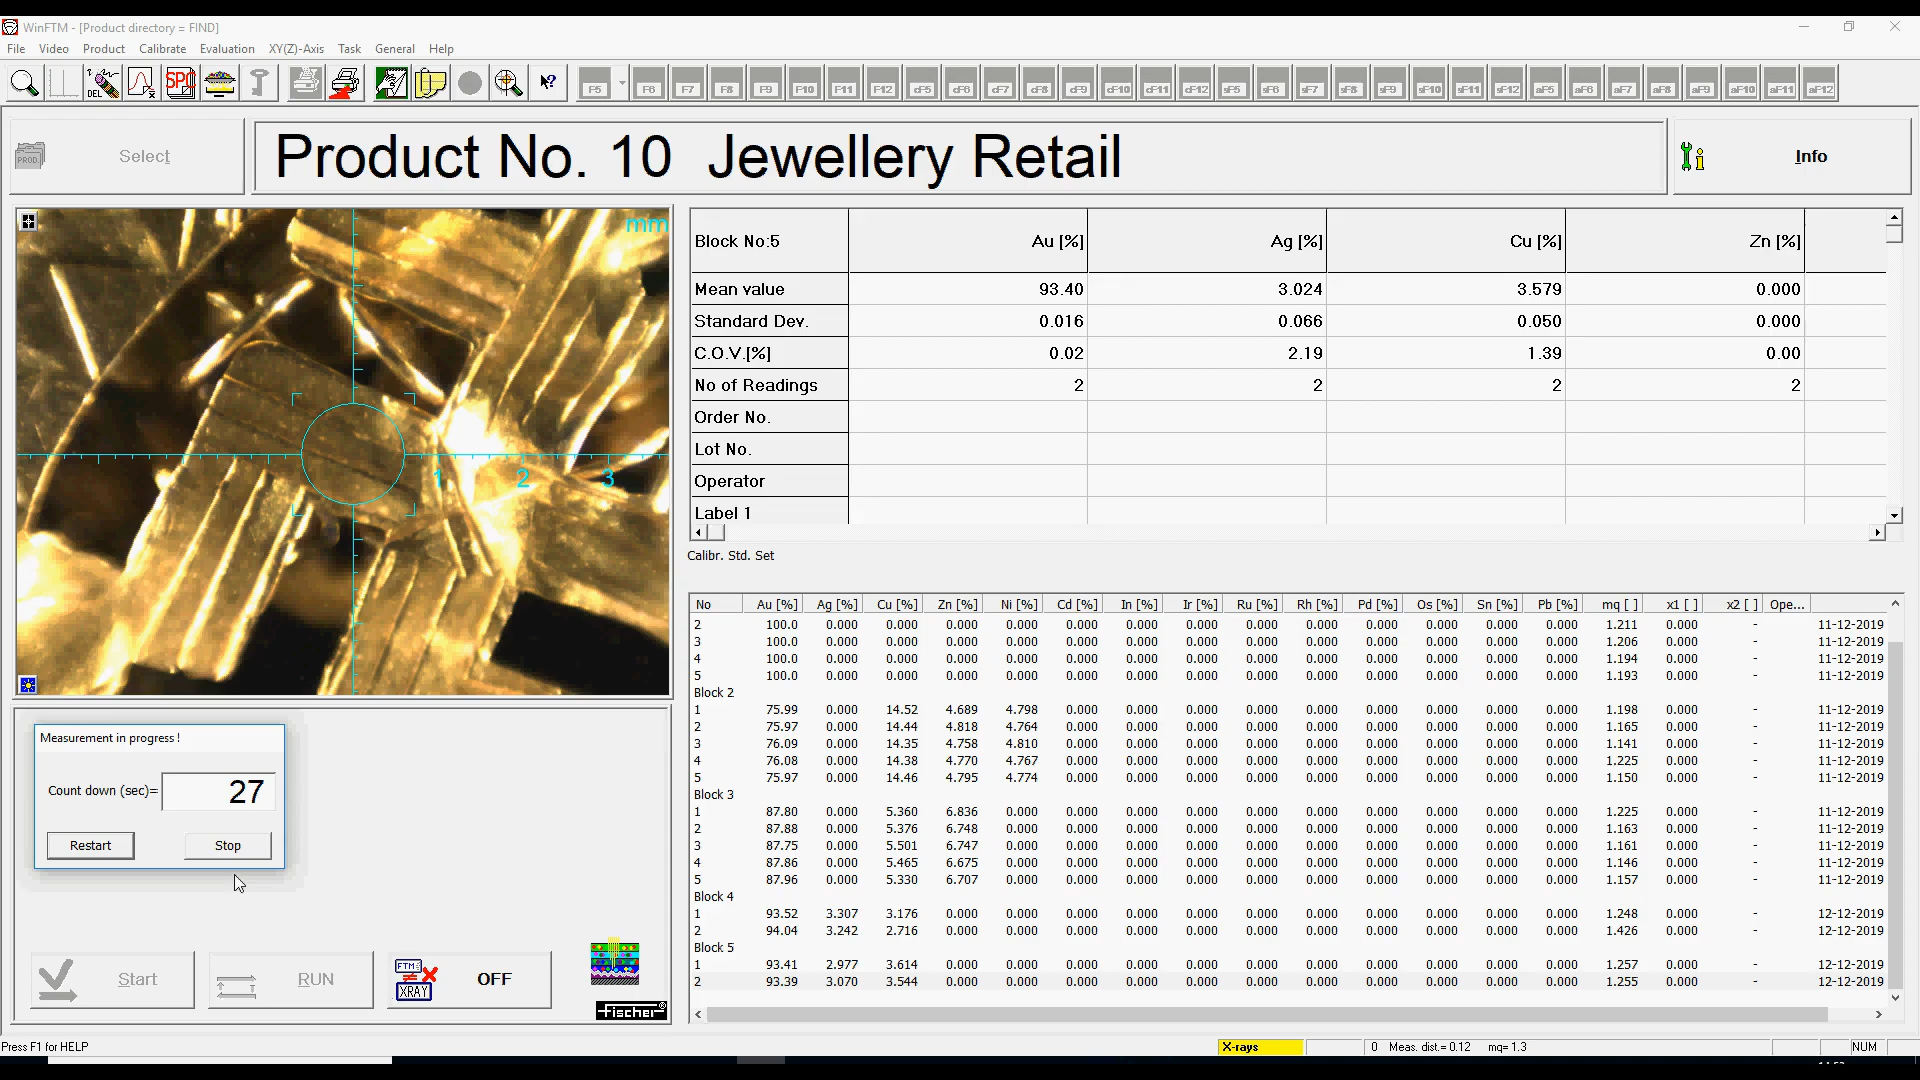 WinFTM - [Product directory = FIND]
File Video Product Calibrate Evaluation XY(Z)-Axis Task General Help
DEL SPC F5 F6 F7 F8 F9 F10 F11 F12 cF5 cF6 cF7 cF8 cF9 cF10 cF11 cF12 sF5 sF6 sF7 sF8 sF9 sF10 sF11 sF12 aF5 aF6 aF7 aF8 aF9 aF10 aF11 aF12
PROD. Select Product No. 10 Jewellery Retail Info
mm
1 2 3
Block No:5 Au [%] Ag [%] Cu [%] Zn [%]
Mean value 93.40 3.024 3.579 0.000
Standard Dev. 0.016 0.066 0.050 0.000
C.O.V.[%] 0.02 2.19 1.39 0.00
No of Readings 2 2 2 2
Order No.
Lot No.
Operator
Label 1
Calibr. Std. Set
No Au [%] Ag [%] Cu [%] Zn [%] Ni [%] Cd [%] In [%] Ir [%] Ru [%] Rh [%] Pd [%] Os [%] Sn [%] Pb [%] mq [ ] x1 [ ] x2 [ ] Ope...
2 100.0 0.000 0.000 0.000 0.000 0.000 0.000 0.000 0.000 0.000 0.000 0.000 0.000 0.000 1.211 0.000 - 11-12-2019
3 100.0 0.000 0.000 0.000 0.000 0.000 0.000 0.000 0.000 0.000 0.000 0.000 0.000 0.000 1.206 0.000 - 11-12-2019
4 100.0 0.000 0.000 0.000 0.000 0.000 0.000 0.000 0.000 0.000 0.000 0.000 0.000 0.000 1.194 0.000 - 11-12-2019
5 100.0 0.000 0.000 0.000 0.000 0.000 0.000 0.000 0.000 0.000 0.000 0.000 0.000 0.000 1.193 0.000 - 11-12-2019
Block 2
1 75.99 0.000 14.52 4.689 4.798 0.000 0.000 0.000 0.000 0.000 0.000 0.000 0.000 0.000 1.198 0.000 - 11-12-2019
2 75.97 0.000 14.44 4.818 4.764 0.000 0.000 0.000 0.000 0.000 0.000 0.000 0.000 0.000 1.165 0.000 - 11-12-2019
3 76.09 0.000 14.35 4.758 4.810 0.000 0.000 0.000 0.000 0.000 0.000 0.000 0.000 0.000 1.141 0.000 - 11-12-2019
4 76.08 0.000 14.38 4.770 4.767 0.000 0.000 0.000 0.000 0.000 0.000 0.000 0.000 0.000 1.225 0.000 - 11-12-2019
5 75.97 0.000 14.46 4.795 4.774 0.000 0.000 0.000 0.000 0.000 0.000 0.000 0.000 0.000 1.150 0.000 - 11-12-2019
Block 3
1 87.80 0.000 5.360 6.836 0.000 0.000 0.000 0.000 0.000 0.000 0.000 0.000 0.000 0.000 1.225 0.000 - 11-12-2019
2 87.88 0.000 5.376 6.748 0.000 0.000 0.000 0.000 0.000 0.000 0.000 0.000 0.000 0.000 1.163 0.000 - 11-12-2019
3 87.75 0.000 5.501 6.747 0.000 0.000 0.000 0.000 0.000 0.000 0.000 0.000 0.000 0.000 1.161 0.000 - 11-12-2019
4 87.86 0.000 5.465 6.675 0.000 0.000 0.000 0.000 0.000 0.000 0.000 0.000 0.000 0.000 1.146 0.000 - 11-12-2019
5 87.96 0.000 5.330 6.707 0.000 0.000 0.000 0.000 0.000 0.000 0.000 0.000 0.000 0.000 1.157 0.000 - 11-12-2019
Block 4
1 93.52 3.307 3.176 0.000 0.000 0.000 0.000 0.000 0.000 0.000 0.000 0.000 0.000 0.000 1.248 0.000 - 12-12-2019
2 94.04 3.242 2.716 0.000 0.000 0.000 0.000 0.000 0.000 0.000 0.000 0.000 0.000 0.000 1.426 0.000 - 12-12-2019
Block 5
1 93.41 2.977 3.614 0.000 0.000 0.000 0.000 0.000 0.000 0.000 0.000 0.000 0.000 0.000 1.257 0.000 - 12-12-2019
2 93.39 3.070 3.544 0.000 0.000 0.000 0.000 0.000 0.000 0.000 0.000 0.000 0.000 0.000 1.255 0.000 - 12-12-2019
Measurement in progress !
Count down (sec)= 27
Restart Stop
Start RUN FTM ≠ XRAY OFF
fischer®
Press F1 for HELP X-rays 0 Meas. dist.= 0.12 mq= 1.3 NUM